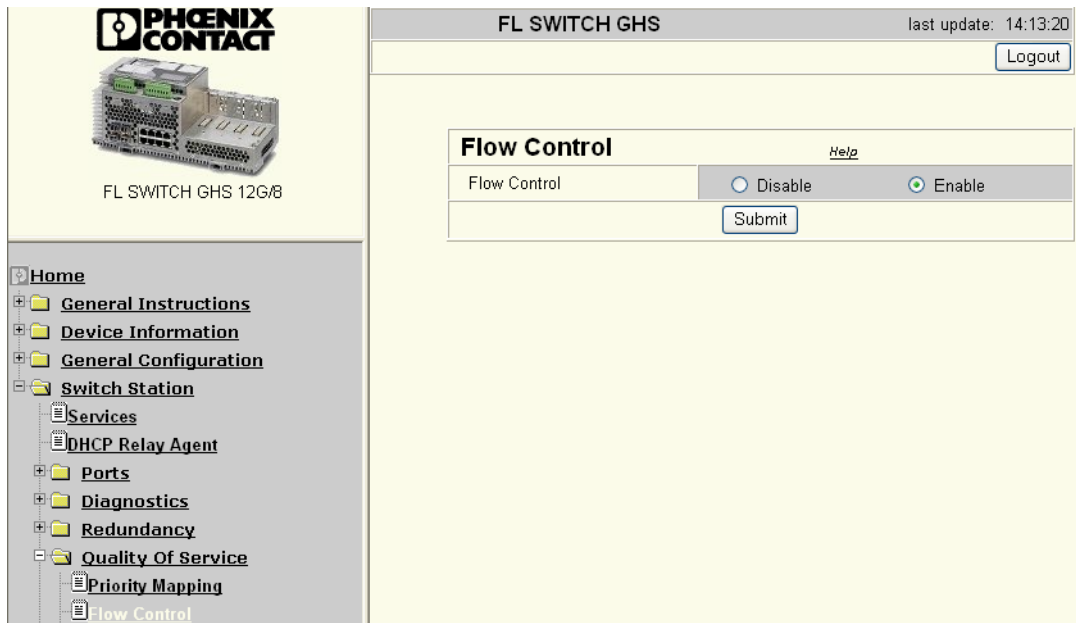 PHŒNIX
CONTACT
FL SWITCH GHS 12G/8
FL SWITCH GHS
last update: 14:13:20
Logout
Flow Control
Help
Flow Control
Disable
Enable
Submit
Home
General Instructions
Device Information
General Configuration
Switch Station
Services
DHCP Relay Agent
Ports
Diagnostics
Redundancy
Quality Of Service
Priority Mapping
Flow Control